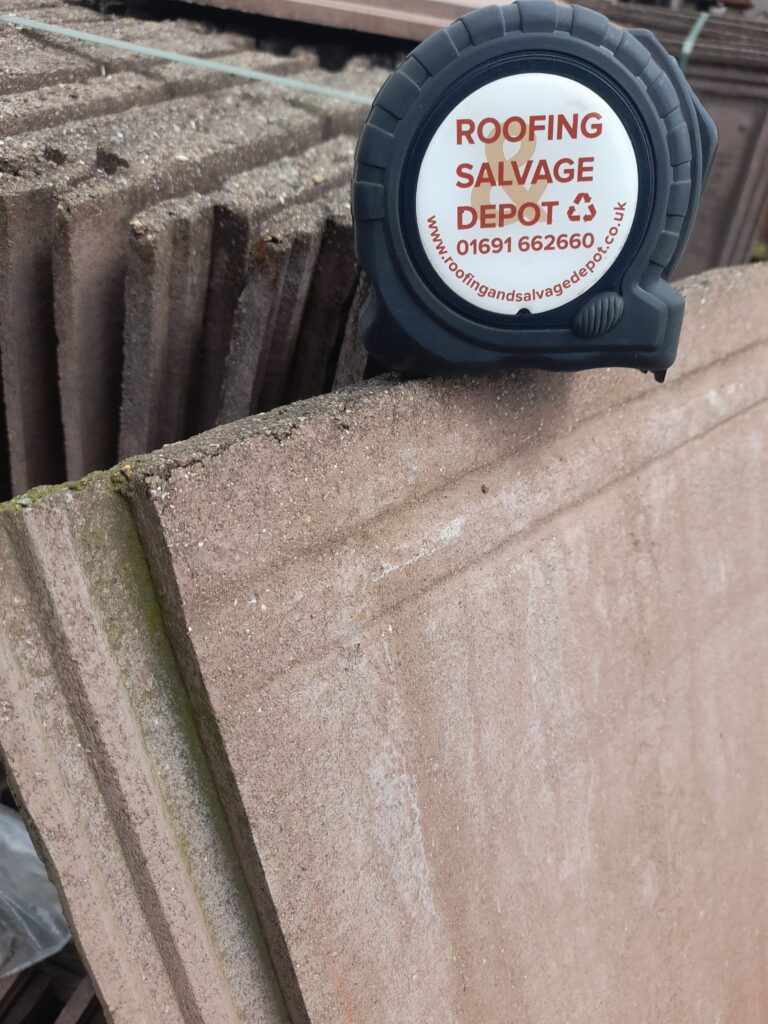 ROOFING
&
SALVAGE
DEPOT
01691 662660
www.roofingandsalvagedepot.co.uk